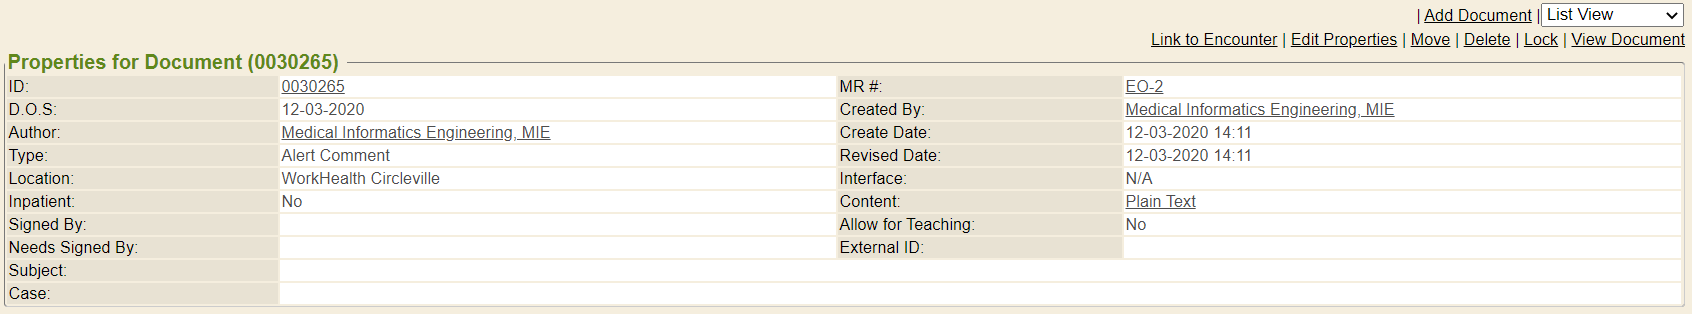 | Add Document | List View
Link to Encounter | Edit Properties | Move | Delete | Lock | View Document
Properties for Document (0030265)
ID: 0030265 MR #: EO-2
D.O.S: 12-03-2020 Created By: Medical Informatics Engineering, MIE
Author: Medical Informatics Engineering, MIE Create Date: 12-03-2020 14:11
Type: Alert Comment Revised Date: 12-03-2020 14:11
Location: WorkHealth Circleville Interface: N/A
Inpatient: No Content: Plain Text
Signed By: Allow for Teaching: No
Needs Signed By: External ID:
Subject:
Case: